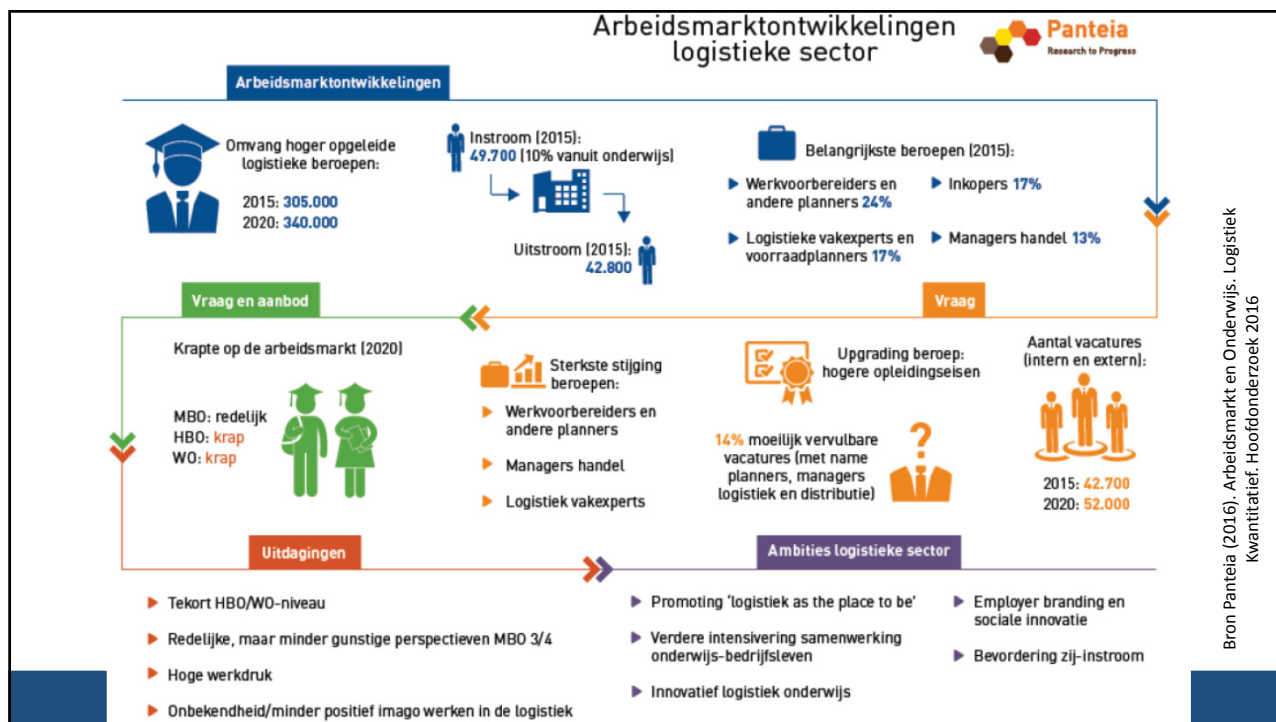 Arbeidsmarktontwikkelingen
logistieke sector
Panteia
Research to Progress
Arbeidsmarktontwikkelingen
Omvang hoger opgeleide
logistieke beroepen:
2015: 305.000
2020: 340.000
Instroom (2015):
49.700 (10% vanuit onderwijs)
Uitstroom (2015):
42.800
Belangrijkste beroepen (2015):
Werkvoorbereiders en
andere planners 24%
Logistieke vakexperts en
voorraadplanners 17%
Inkopers 17%
Managers handel 13%
Vraag
Aantal vacatures
(intern en extern):
2015: 42.700
2020: 52.000
Upgrading beroep:
hogere opleidingseisen
14% moeilijk vervulbare
vacatures (met name
planners, managers
logistiek en distributie)
?
Sterkste stijging
beroepen:
Werkvoorbereiders en
andere planners
Managers handel
Logistiek vakexperts
Vraag en aanbod
Krapte op de arbeidsmarkt (2020)
MBO: redelijk
HBO: krap
WO: krap
Uitdagingen
Tekort HBO/WO-niveau
Redelijke, maar minder gunstige perspectieven MBO 3/4
Hoge werkdruk
Onbekendheid/minder positief imago werken in de logistiek
Ambities logistieke sector
Promoting ‘logistiek as the place to be’
Verdere intensivering samenwerking
onderwijs-bedrijfsleven
Innovatief logistiek onderwijs
Employer branding en
sociale innovatie
Bevordering zij-instroom
Bron Panteia (2016). Arbeidsmarkt en Onderwijs. Logistiek
Kwantitatief. Hoofdonderzoek 2016